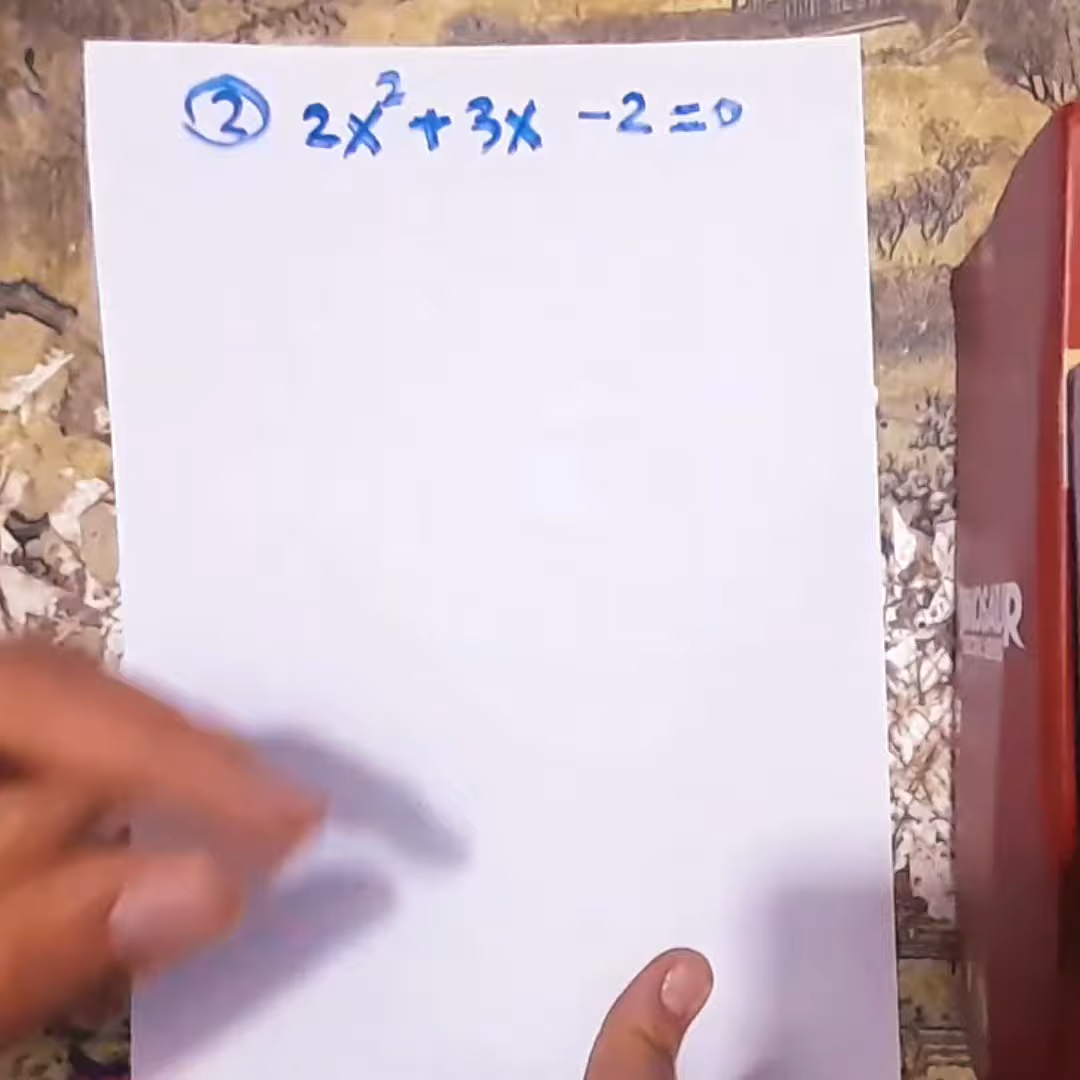 ② 2x² + 3x - 2 = 0